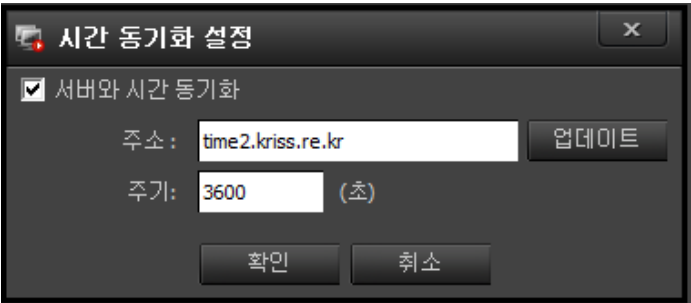 시간 동기화 설정
서버와 시간 동기화
주소: time2.kriss.re.kr 업데이트
주기: 3600 (초)
확인 취소